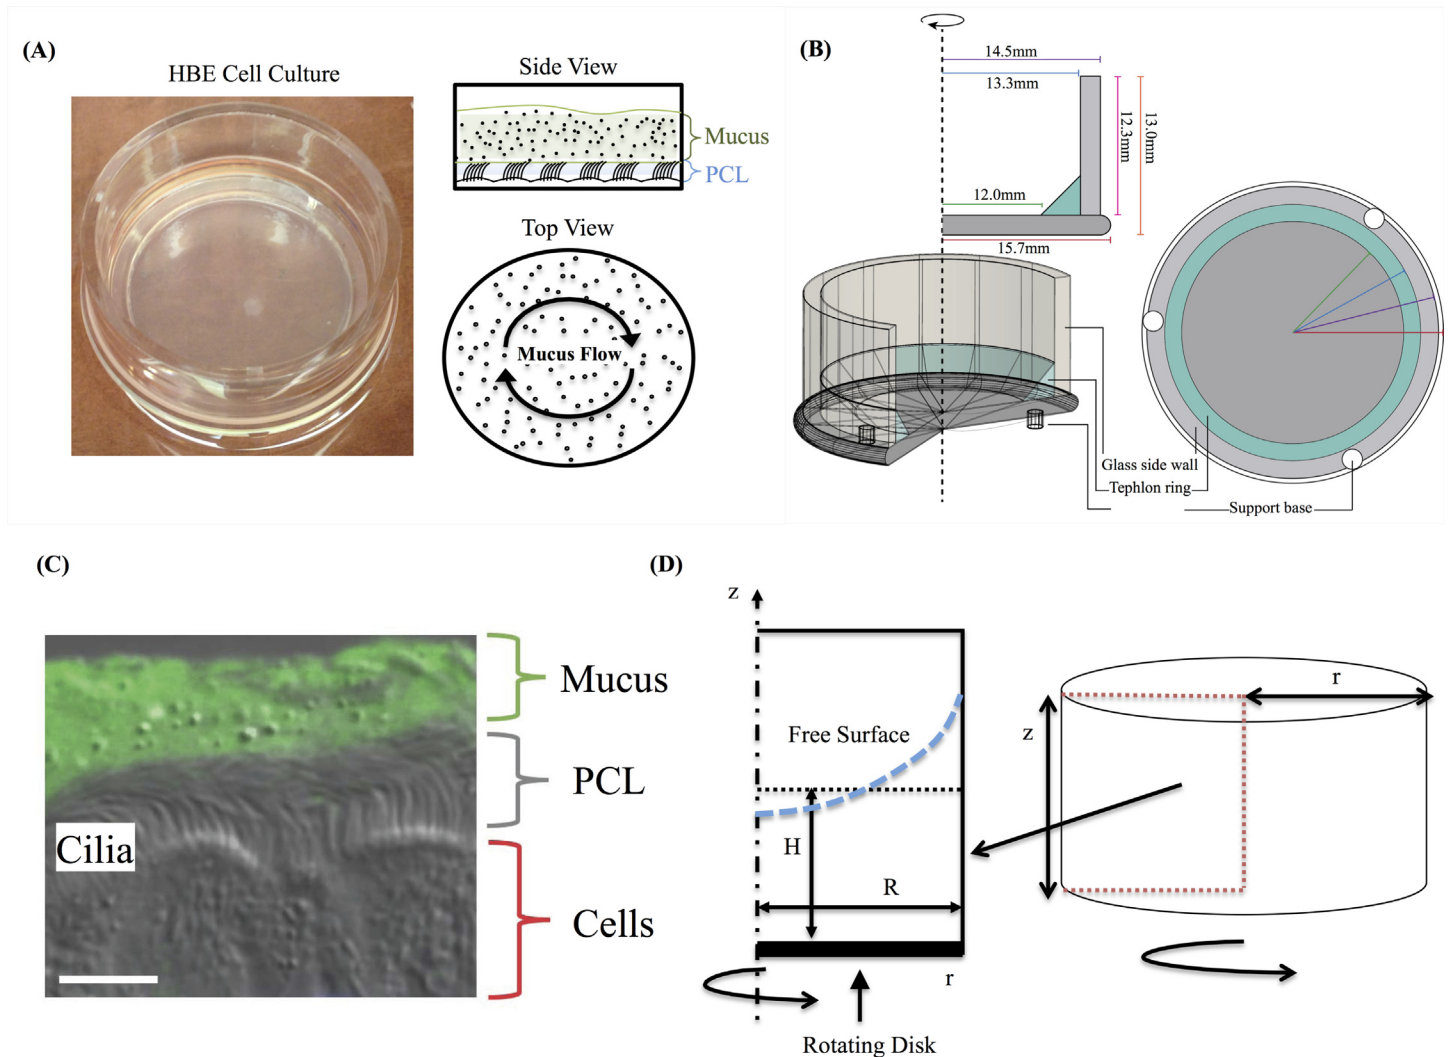 (A)
HBE Cell Culture
Side View
Mucus
PCL
Top View
Mucus Flow
(B)
14.5mm
13.3mm
12.3mm
13.0mm
12.0mm
15.7mm
Glass side wall
Tephlon ring
Support base
(C)
Mucus
PCL
Cilia
Cells
(D)
z
Free Surface
H
R
r
Rotating Disk
r
z